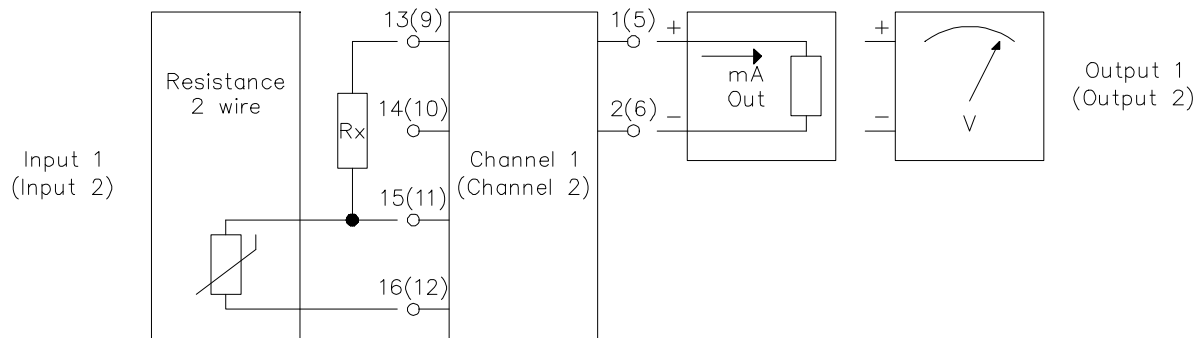 Input 1
(Input 2)
Resistance
2 wire
Rx
13(9)
14(10)
15(11)
16(12)
Channel 1
(Channel 2)
1(5)
2(6)
+
−
mA
Out
+
−
V
Output 1
(Output 2)